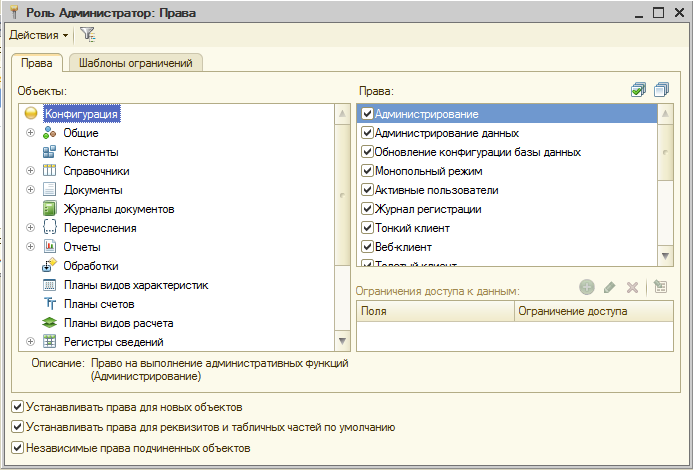 Роль Администратор: Права
Действия
Права
Шаблоны ограничений
Объекты:
Конфигурация
Общие
Константы
Справочники
Документы
Журналы документов
Перечисления
Отчеты
Обработки
Планы видов характеристик
Планы счетов
Планы видов расчета
Регистры сведений
Права:
Администрирование
Администрирование данных
Обновление конфигурации базы данных
Монопольный режим
Активные пользователи
Журнал регистрации
Тонкий клиент
Веб-клиент
Толстый клиент
Ограничения доступа к данным:
Поля
Ограничение доступа
Описание: Право на выполнение административных функций
(Администрирование)
Устанавливать права для новых объектов
Устанавливать права для реквизитов и табличных частей по умолчанию
Независимые права подчиненных объектов